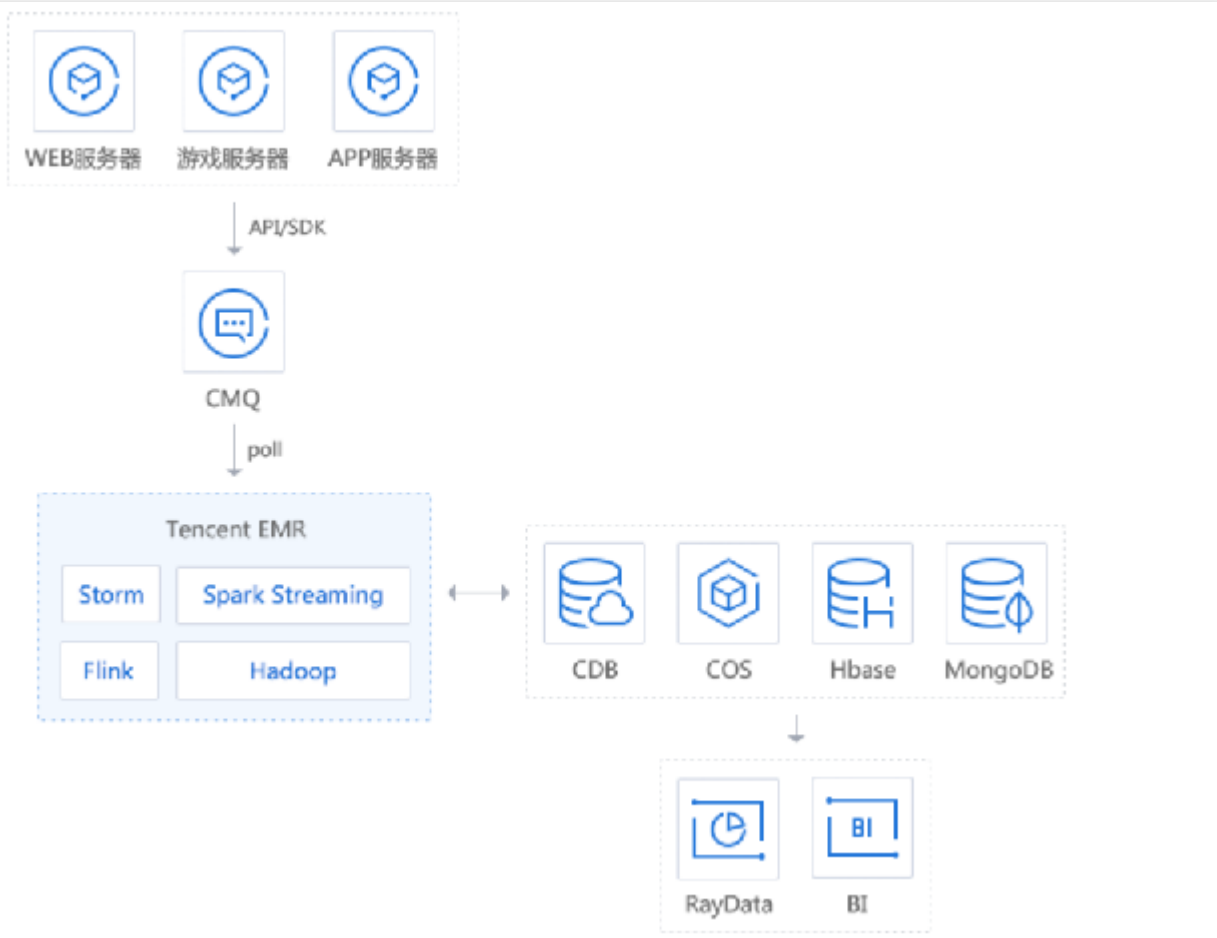 WEB服务器 游戏服务器 APP服务器
API/SDK
CMQ
poll
Tencent EMR
Storm Spark Streaming
Flink Hadoop
CDB COS Hbase MongoDB
BI
RayData BI